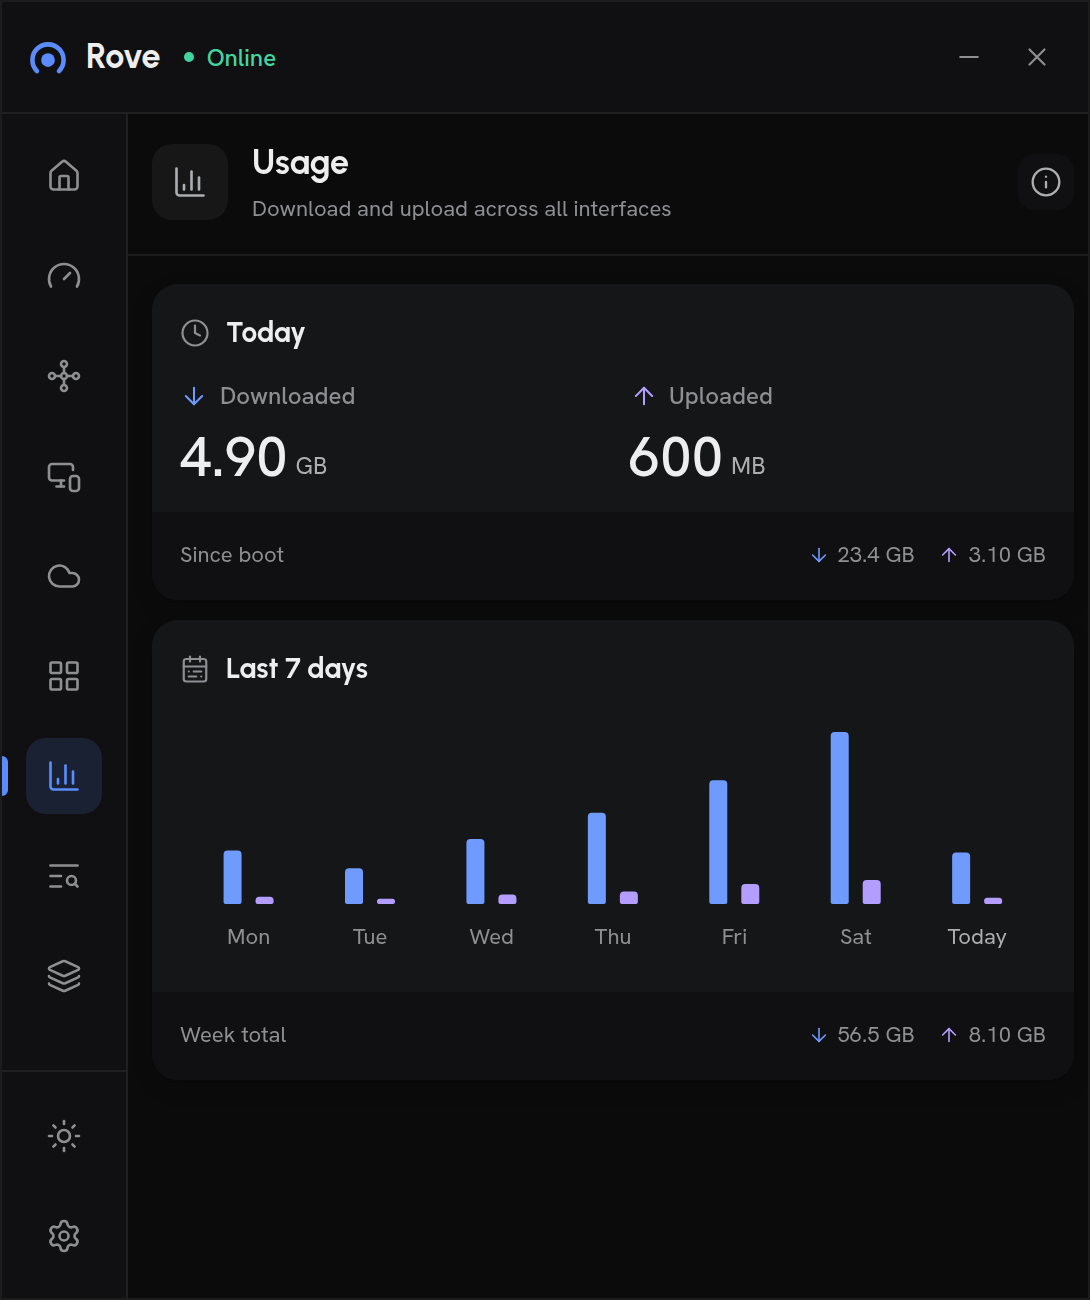 Rove
Online
Usage
Download and upload across all interfaces
Today
Downloaded
Uploaded
4.90 GB
600 MB
Since boot
23.4 GB
3.10 GB
Last 7 days
Mon
Tue
Wed
Thu
Fri
Sat
Today
Week total
56.5 GB
8.10 GB